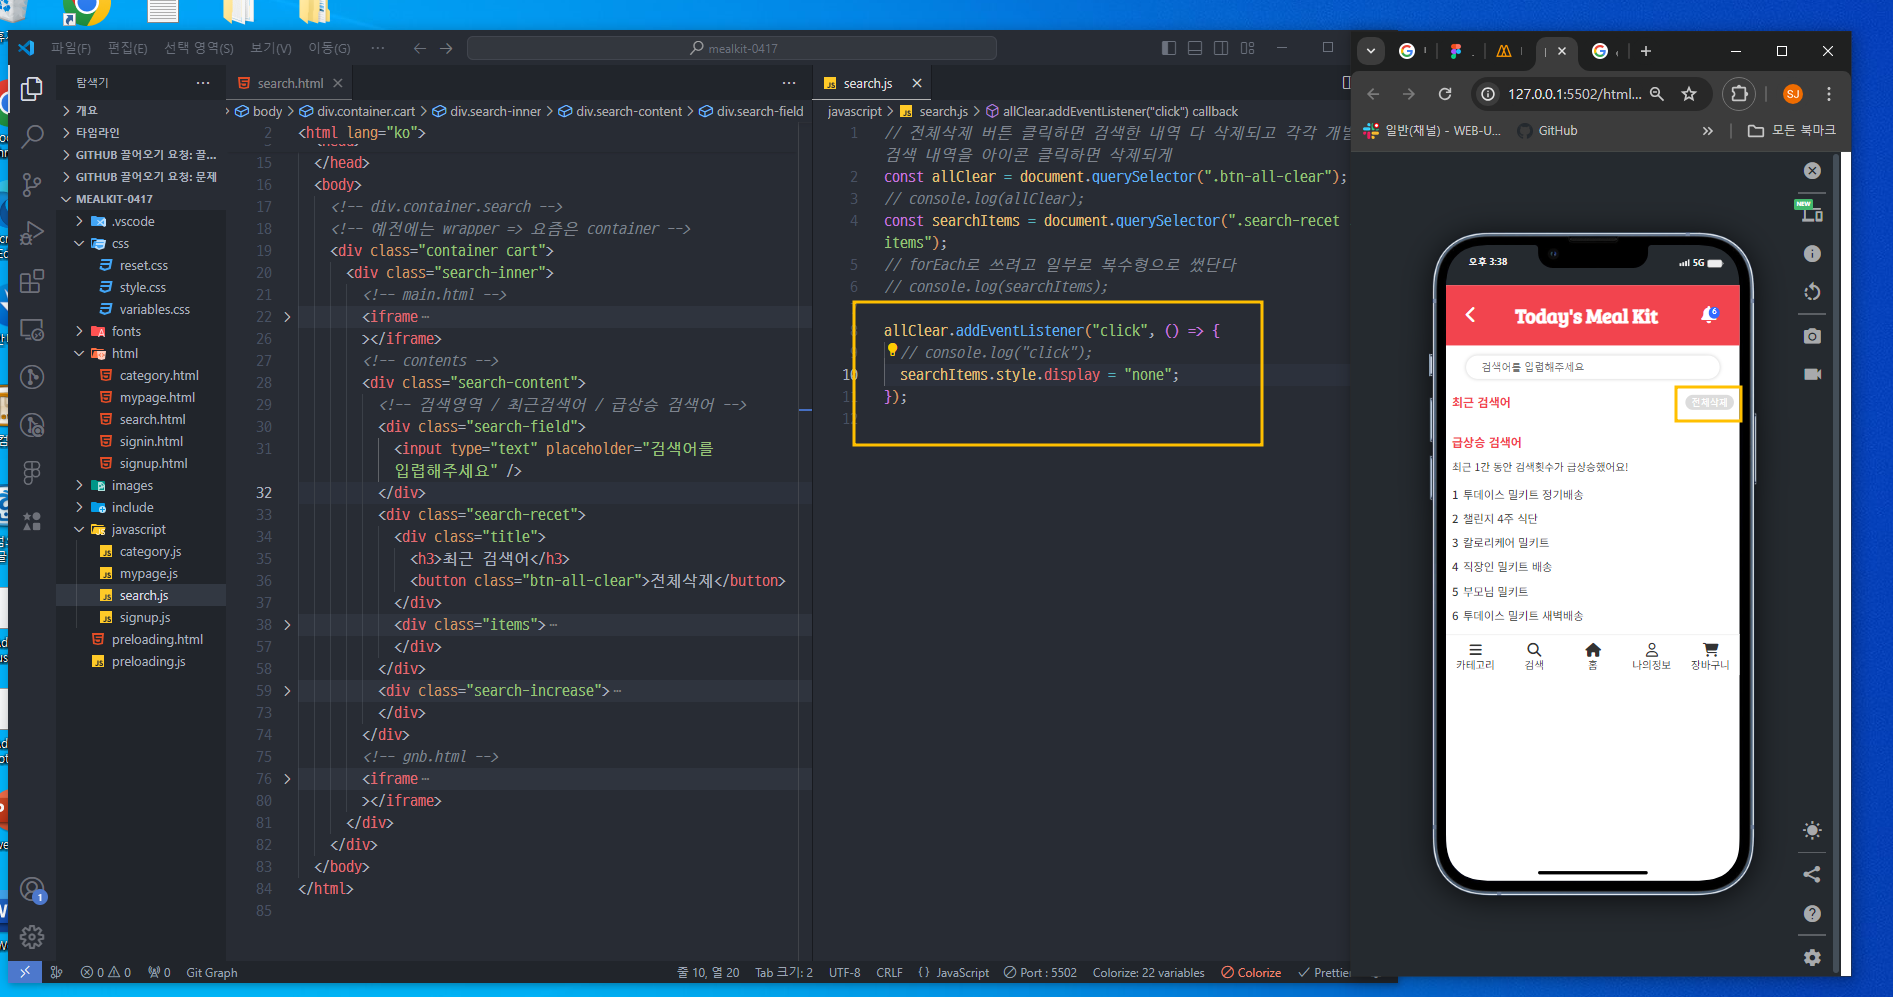 파일(F) 편집(E) 선택 영역(S) 보기(V) 이동(G) ··· mealkit-0417
탐색기 ···
개요
타임라인
GITHUB 끌어오기 요청: 끌...
GITHUB 끌어오기 요청: 문제
MEALKIT-0417
.vscode
css
reset.css
style.css
variables.css
fonts
html
category.html
mypage.html
search.html
signin.html
signup.html
images
include
javascript
category.js
mypage.js
search.js
signup.js
preloading.html
preloading.js
search.html
body > div.container.cart > div.search-inner > div.search-content > div.search-field
2 <html lang="ko">
15 </head>
16 <body>
17 <!-- div.container.search -->
18 <!-- 예전에는 wrapper => 요즘은 container -->
19 <div class="container cart">
20 <div class="search-inner">
21 <!-- main.html -->
22 <iframe ···
26 ></iframe>
27 <!-- contents -->
28 <div class="search-content">
29 <!-- 검색영역 / 최근검색어 / 급상승 검색어 -->
30 <div class="search-field">
31 <input type="text" placeholder="검색어를
입렵해주세요" />
32 </div>
33 <div class="search-recet">
34 <div class="title">
35 <h3>최근 검색어</h3>
36 <button class="btn-all-clear">전체삭제</button>
37 </div>
38 <div class="items"> ···
57 </div>
58 </div>
59 <div class="search-increase"> ···
73 </div>
74 </div>
75 <!-- gnb.html -->
76 <iframe ···
80 ></iframe>
81 </div>
82 </div>
83 </body>
84 </html>
85
search.js
javascript > search.js > allClear.addEventListener("click") callback
1 // 전체삭제 버튼 클릭하면 검색한 내역 다 삭제되고 각각 개별
검색 내역을 아이콘 클릭하면 삭제되게
2 const allClear = document.querySelector(".btn-all-clear");
3 // console.log(allClear);
4 const searchItems = document.querySelector(".search-recet
items");
5 // forEach로 쓰려고 일부로 복수형으로 썼단다
6 // console.log(searchItems);
8 allClear.addEventListener("click", () => {
// console.log("click");
10 searchItems.style.display = "none";
11 });
12
1
0 0 0 Git Graph
줄 10, 열 20 Tab 크기: 2 UTF-8 CRLF {} JavaScript Port : 5502 Colorize: 22 variables Colorize Prettier
127.0.0.1:5502/html... SJ
일반(채널) - WEB-U... GitHub » 모든 북마크
NEW
오후 3:38 5G
Today's Meal Kit 6
검색어를 입렵해주세요
최근 검색어 전체삭제
급상승 검색어
최근 1간 동안 검색횟수가 급상승했어요!
1 투데이스 밀키트 정기배송
2 챌린지 4주 식단
3 칼로리케어 밀키트
4 직장인 밀키트 배송
5 부모님 밀키트
6 투데이스 밀키트 새벽배송
카테고리 검색 홈 나의정보 장바구니